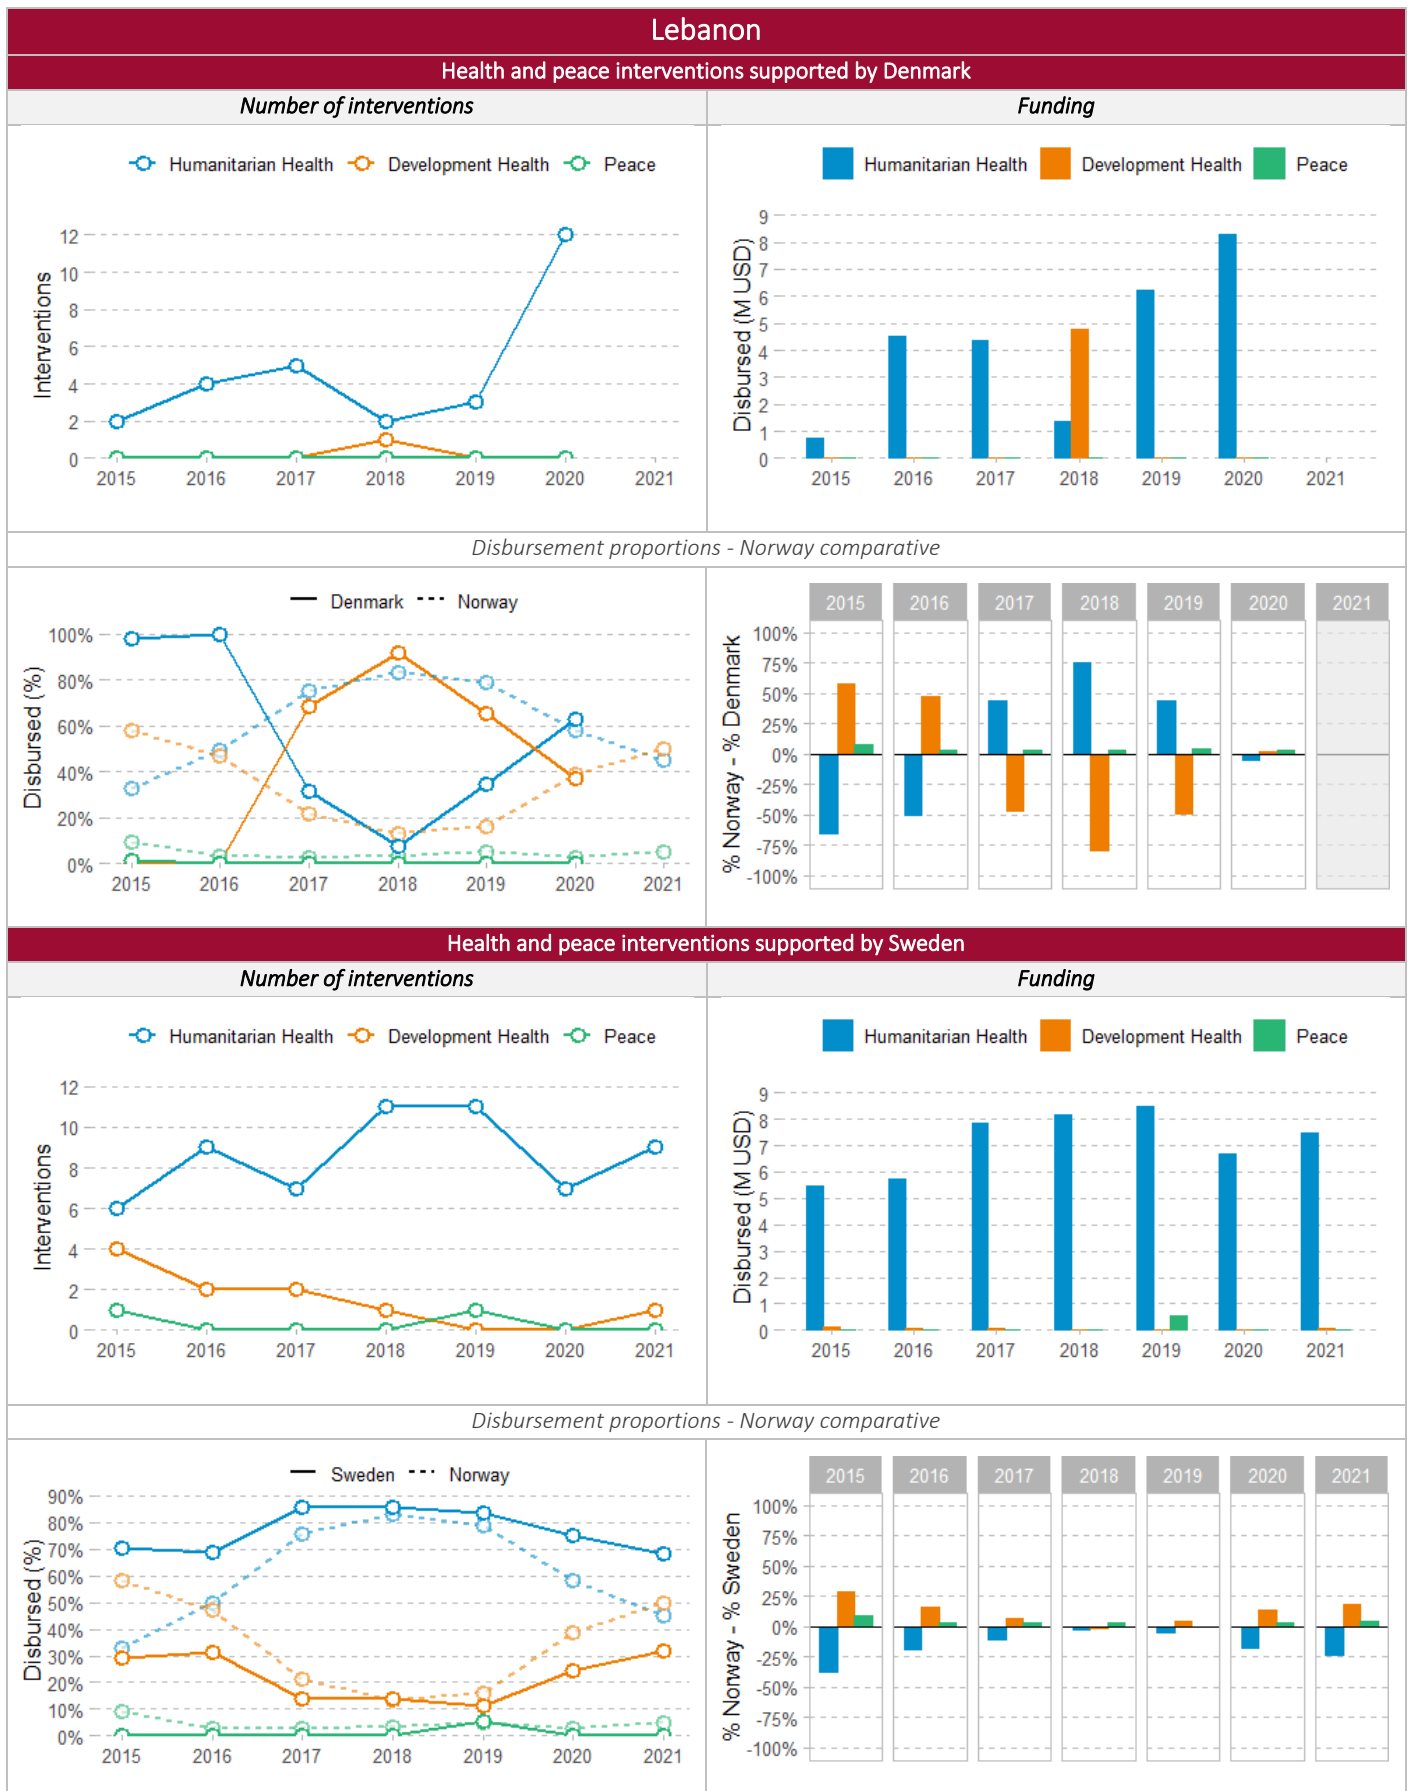 Lebanon
Health and peace interventions supported by Denmark
Number of interventions
Funding
Humanitarian Health Development Health Peace
Interventions
12
10
8
6
4
2
0
2015 2016 2017 2018 2019 2020 2021
Humanitarian Health Development Health Peace
Disbursed (M USD)
9
8
7
6
5
4
3
2
1
0
2015 2016 2017 2018 2019 2020 2021
Disbursement proportions - Norway comparative
Denmark Norway
Disbursed (%)
100%
80%
60%
40%
20%
0%
2015 2016 2017 2018 2019 2020 2021
2015 2016 2017 2018 2019 2020 2021
% Norway - % Denmark
100%
75%
50%
25%
0%
-25%
-50%
-75%
-100%
Health and peace interventions supported by Sweden
Number of interventions
Funding
Humanitarian Health Development Health Peace
Interventions
12
10
8
6
4
2
0
2015 2016 2017 2018 2019 2020 2021
Humanitarian Health Development Health Peace
Disbursed (M USD)
9
8
7
6
5
4
3
2
1
0
2015 2016 2017 2018 2019 2020 2021
Disbursement proportions - Norway comparative
Sweden Norway
Disbursed (%)
90%
80%
70%
60%
50%
40%
30%
20%
10%
0%
2015 2016 2017 2018 2019 2020 2021
2015 2016 2017 2018 2019 2020 2021
% Norway - % Sweden
100%
75%
50%
25%
0%
-25%
-50%
-75%
-100%